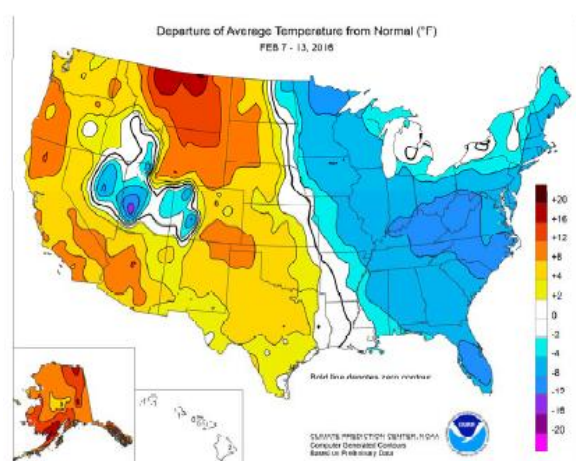 Departure of Average Temperature from Normal (°F)
FEB 7 - 13, 2016
+20
+16
+12
+8
+4
+2
0
-2
-4
-8
-12
-16
-20
Bold line denotes zero contour
CLIMATE PREDICTION CENTER, NOAA
Computer Generated Contours
Based on Preliminary Data